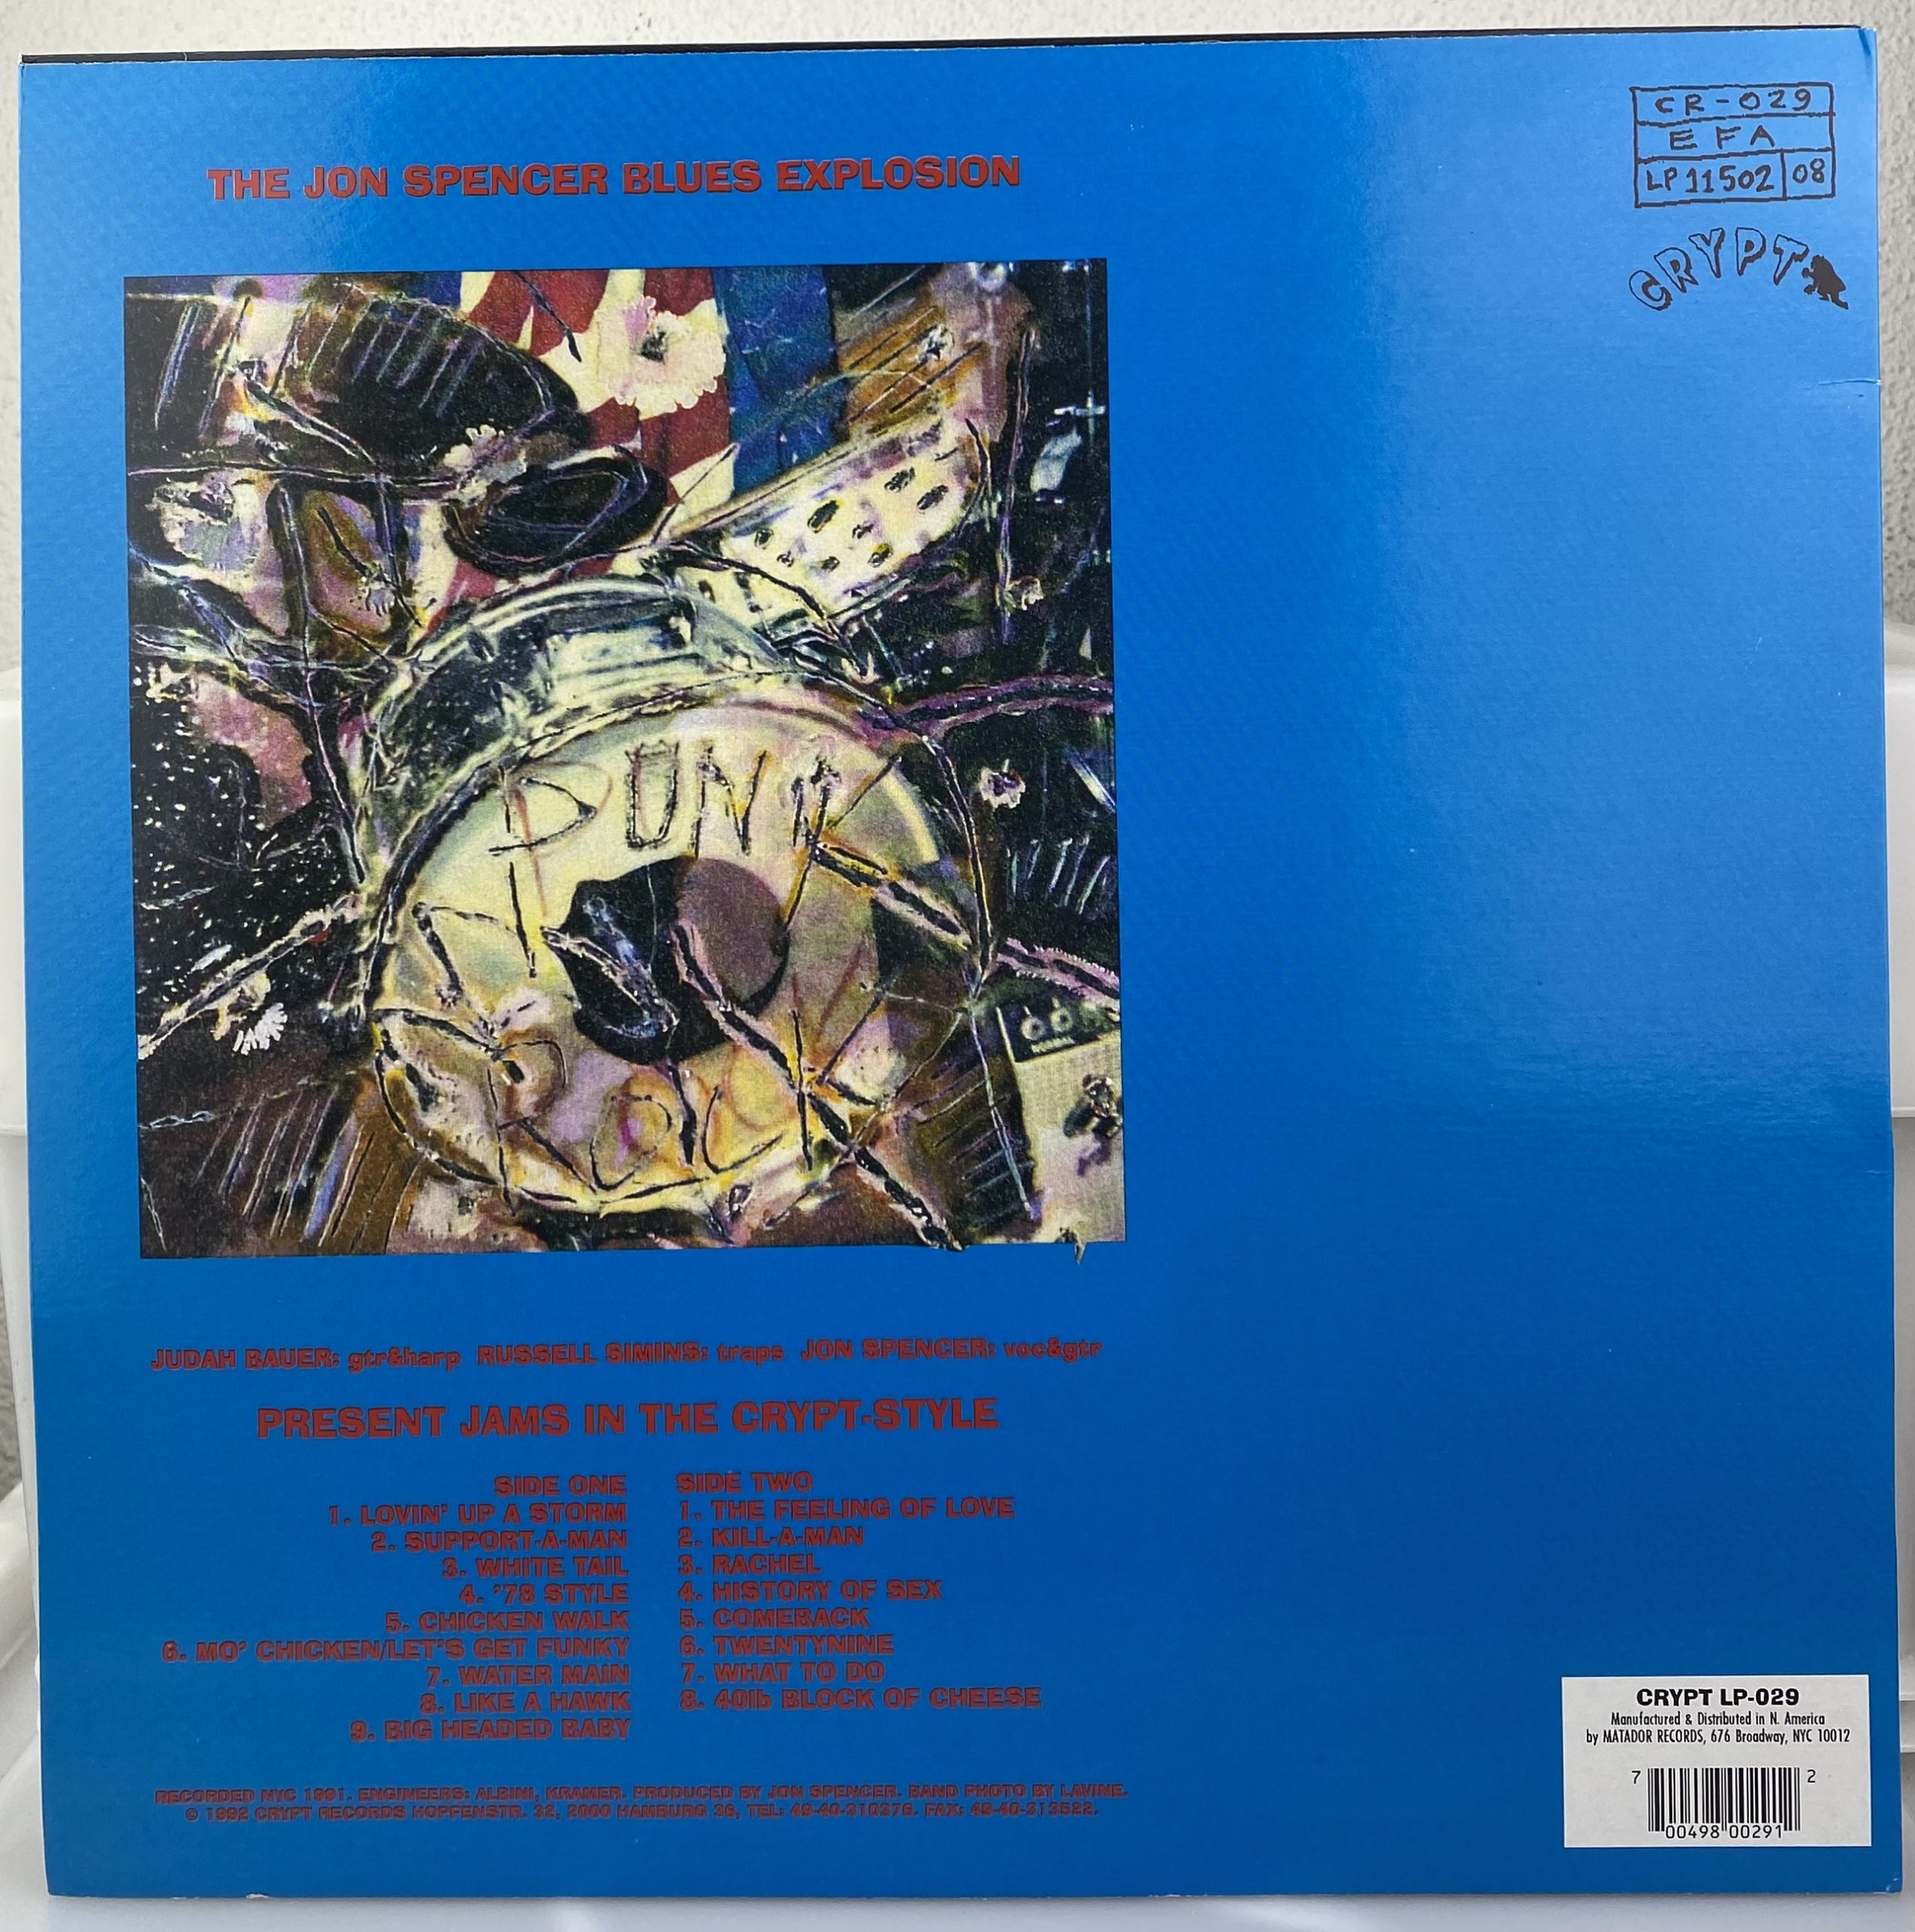 CR-029
EFA
LP 11502 08
CRYPT
THE JON SPENCER BLUES EXPLOSION
PUNK
ROCK
JUDAH BAUER: gtr&harp RUSSELL SIMINS: traps JON SPENCER: voc&gtr
PRESENT JAMS IN THE CRYPT-STYLE
SIDE ONE
1. LOVIN' UP A STORM
2. SUPPORT-A-MAN
3. WHITE TAIL
4. '78 STYLE
5. CHICKEN WALK
6. MO' CHICKEN/LET'S GET FUNKY
7. WATER MAIN
8. LIKE A HAWK
9. BIG HEADED BABY
SIDE TWO
1. THE FEELING OF LOVE
2. KILL-A-MAN
3. RACHEL
4. HISTORY OF SEX
5. COMEBACK
6. TWENTYNINE
7. WHAT TO DO
8. 40lb BLOCK OF CHEESE
RECORDED NYC 1991. ENGINEERS: ALBINI, KRAMER. PRODUCED BY JON SPENCER. BAND PHOTO BY LAVINE.
© 1992 CRYPT RECORDS HOPFENSTR. 32, 2000 HAMBURG 36, TEL: 49-40-310376. FAX: 49-40-313522.
CRYPT LP-029
Manufactured & Distributed in N. America
by MATADOR RECORDS, 676 Broadway, NYC 10012
7 00498 00291 2